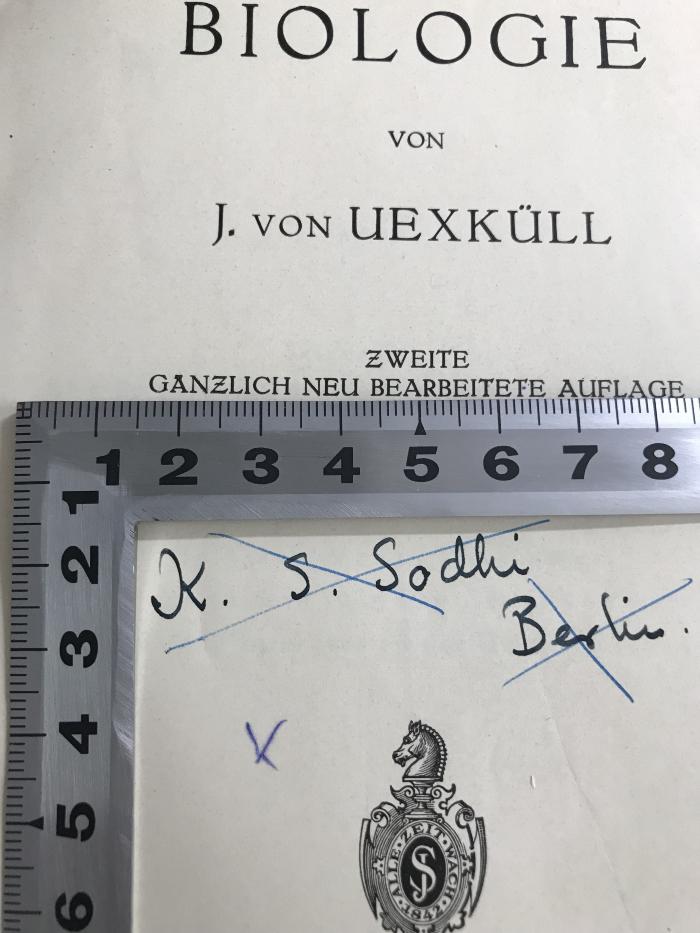 BIOLOGIE
VON
J. VON UEXKÜLL
ZWEITE
GÄNZLICH NEU BEARBEITETE AUFLAGE
1 2 3 4 5 6 7 8
1
2
3
4
5
6
K. S. Sodhi
Berlin.
X
ALLE·ZEIT·WACH
JS
1842